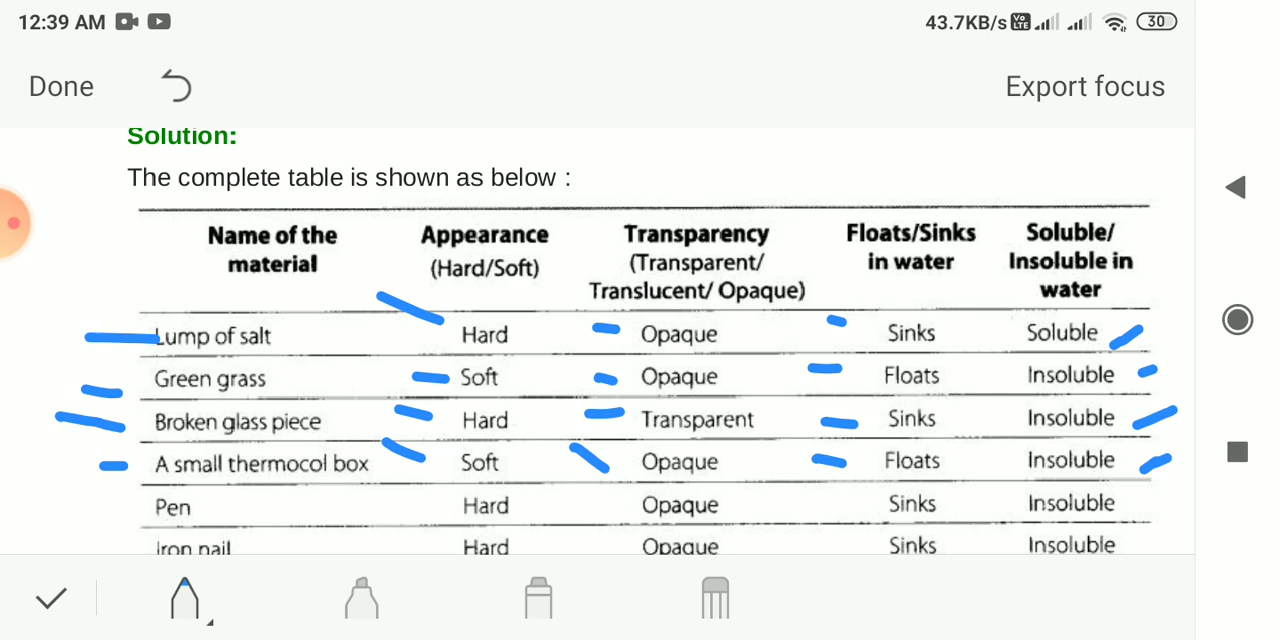 12:39 AM 43.7KB/s Vo LTE 30
Done Export focus
Solution:
The complete table is shown as below :
Name of the material Appearance (Hard/Soft) Transparency (Transparent/ Translucent/ Opaque) Floats/Sinks in water Soluble/ Insoluble in water
Lump of salt Hard Opaque Sinks Soluble
Green grass Soft Opaque Floats Insoluble
Broken glass piece Hard Transparent Sinks Insoluble
A small thermocol box Soft Opaque Floats Insoluble
Pen Hard Opaque Sinks Insoluble
Iron nail Hard Opaque Sinks Insoluble